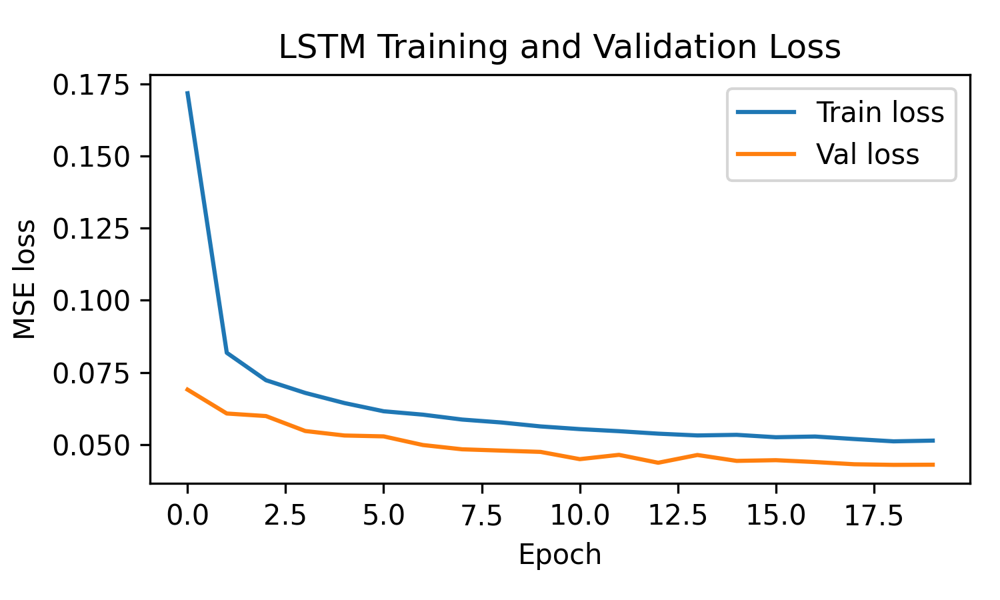 LSTM Training and Validation Loss
0.175
0.150
0.125
0.100
0.075
0.050
MSE loss
Train loss
Val loss
0.0 2.5 5.0 7.5 10.0 12.5 15.0 17.5
Epoch